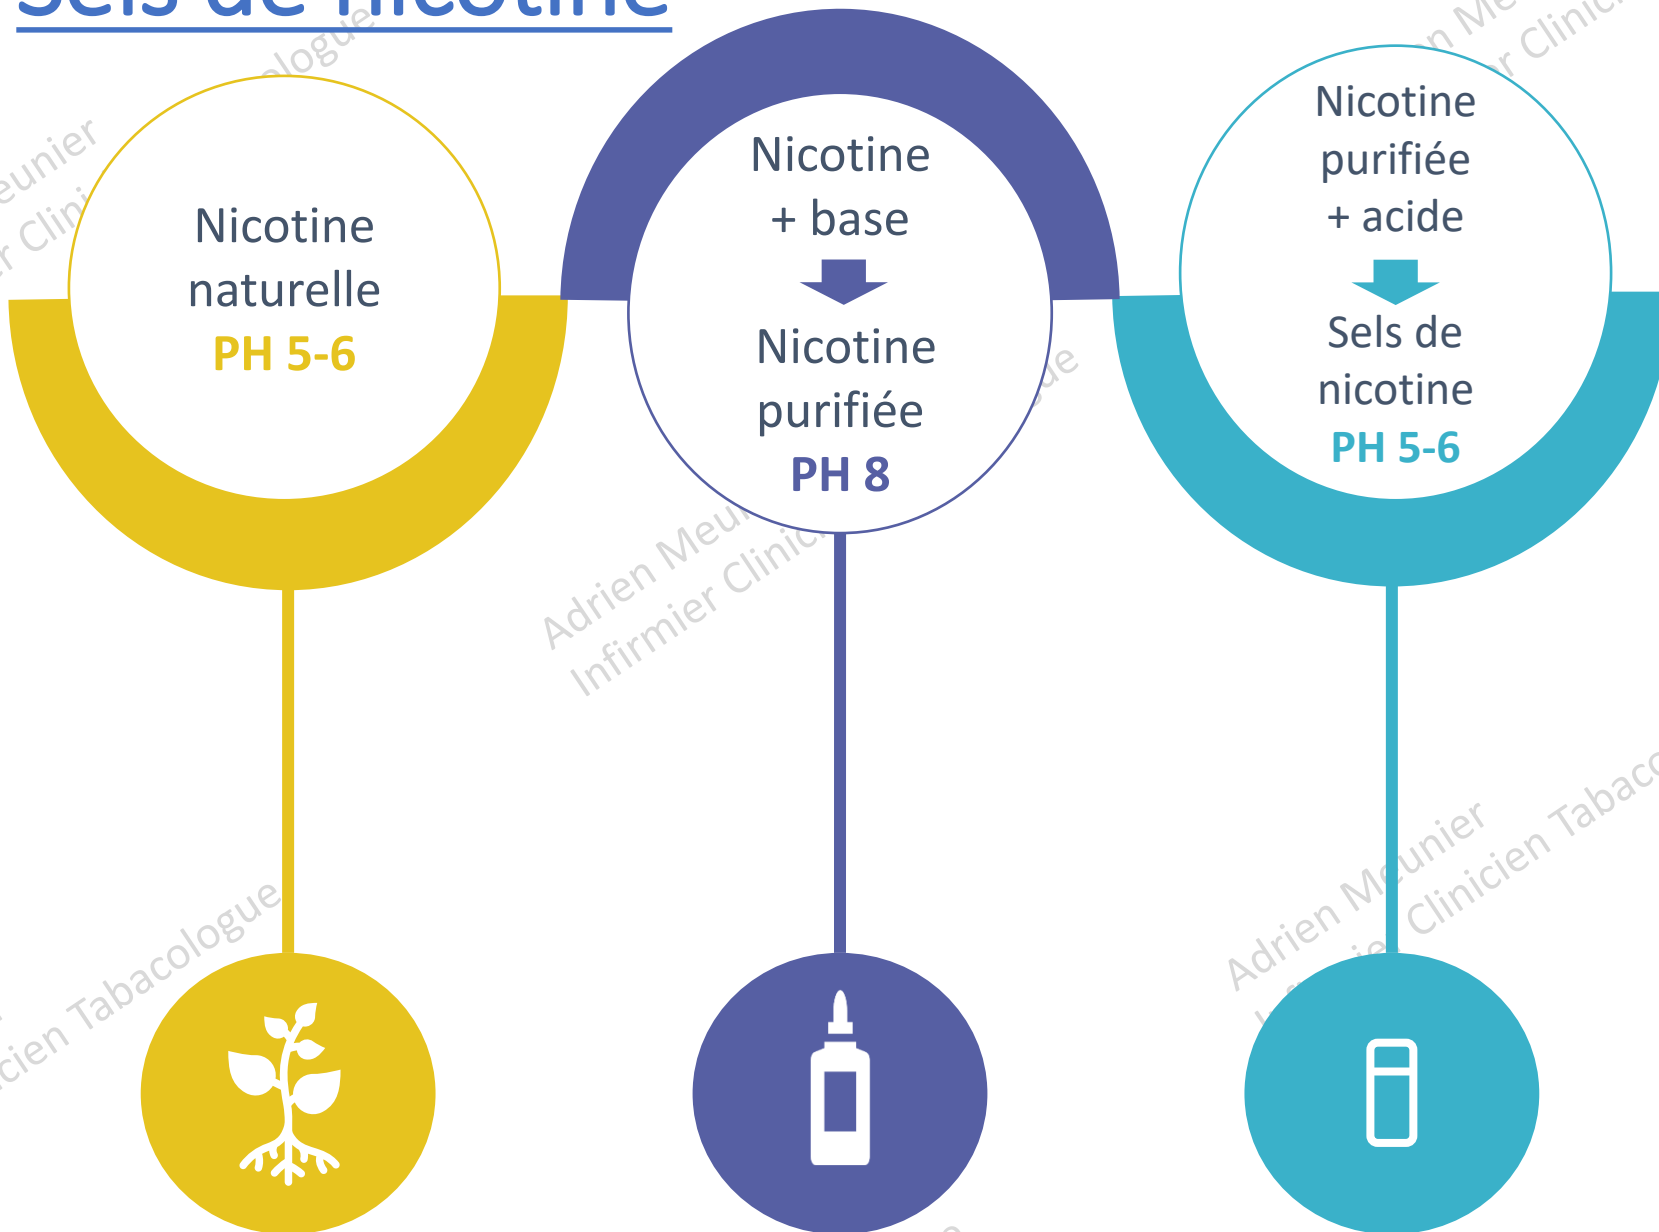 Sels de nicotine
Nicotine
naturelle
PH 5-6
Nicotine
+ base
Nicotine
purifiée
PH 8
Nicotine
purifiée
+ acide
Sels de
nicotine
PH 5-6
Adrien
Infirmier
Adrien Meunier
Clinicien
Tabacologue